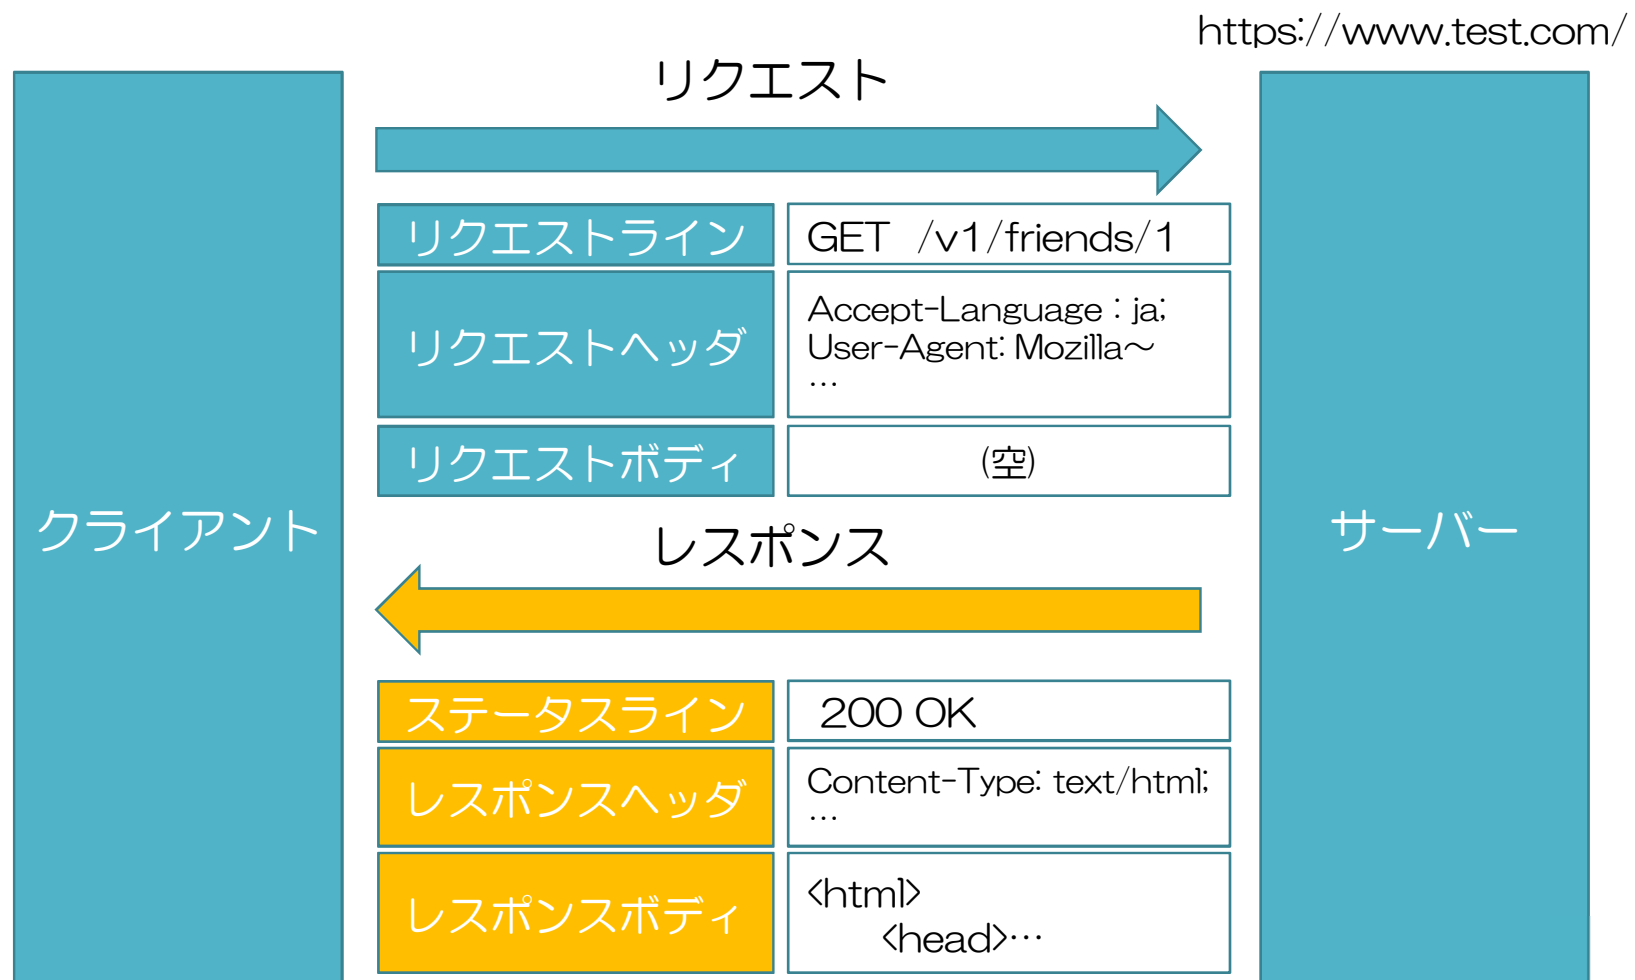 https://www.test.com/
リクエスト
リクエストライン
GET /v1/friends/1
リクエストヘッダ
Accept-Language : ja;
User-Agent: Mozilla～
…
リクエストボディ
(空)
クライアント
サーバー
レスポンス
ステータスライン
200 OK
レスポンスヘッダ
Content-Type: text/html;
…
レスポンスボディ
<html>
<head>…